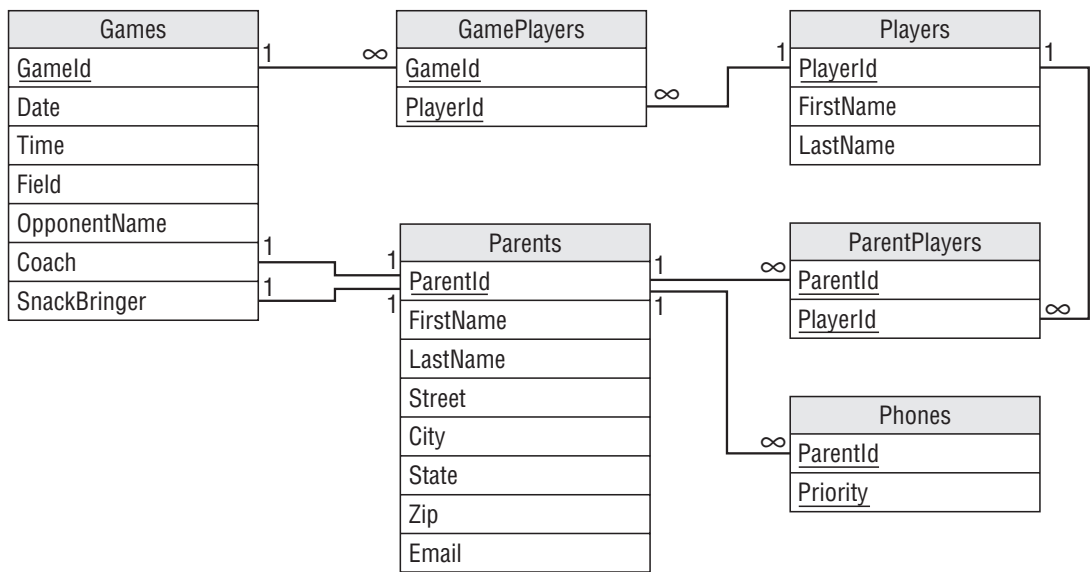 Games
GameId
Date
Time
Field
OpponentName
Coach
SnackBringer
1
∞
1
1
GamePlayers
GameId
PlayerId
∞
1
Players
PlayerId
FirstName
LastName
1
Parents
ParentId
FirstName
LastName
Street
City
State
Zip
Email
1
1
1
1
∞
ParentPlayers
ParentId
PlayerId
∞
∞
Phones
ParentId
Priority